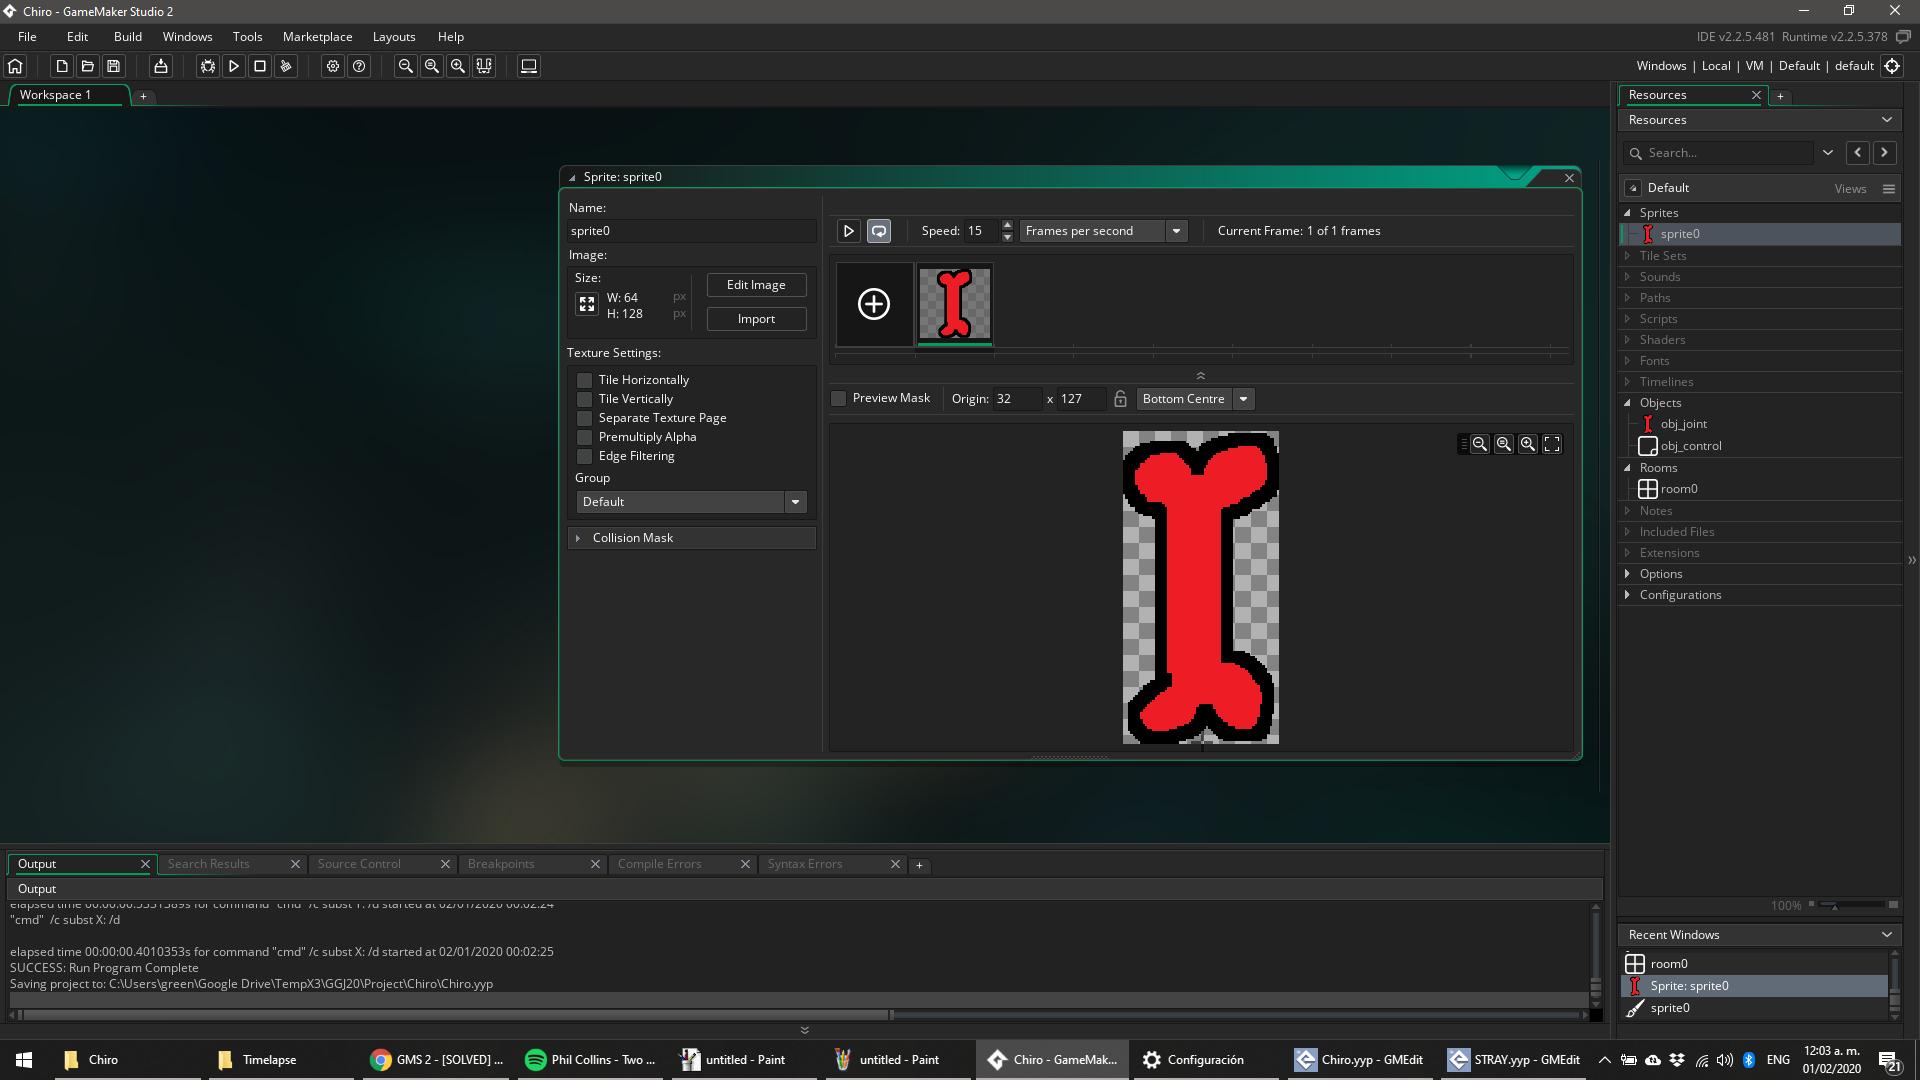 Chiro - GameMaker Studio 2
File Edit Build Windows Tools Marketplace Layouts Help
IDE v2.2.5.481 Runtime v2.2.5.378
Windows | Local | VM | Default | default
Workspace 1
Resources
Resources
Search...
Default
Views
Sprites
sprite0
Tile Sets
Sounds
Paths
Scripts
Shaders
Fonts
Timelines
Objects
obj_joint
obj_control
Rooms
room0
Notes
Included Files
Extensions
Options
Configurations
100%
Recent Windows
room0
Sprite: sprite0
sprite0
Sprite: sprite0
Name:
sprite0
Image:
Size:
W: 64 px
H: 128 px
Edit Image
Import
Texture Settings:
Tile Horizontally
Tile Vertically
Separate Texture Page
Premultiply Alpha
Edge Filtering
Group
Default
Collision Mask
Speed: 15 Frames per second Current Frame: 1 of 1 frames
Preview Mask Origin: 32 x 127 Bottom Centre
Output Search Results Source Control Breakpoints Compile Errors Syntax Errors
Output
elapsed time 00:00:00.5531389s for command "cmd" /c subst Y: /d started at 02/01/2020 00:02:24
"cmd" /c subst X: /d
elapsed time 00:00:00.4010353s for command "cmd" /c subst X: /d started at 02/01/2020 00:02:25
SUCCESS: Run Program Complete
Saving project to: C:\Users\green\Google Drive\TempX3\GGJ20\Project\Chiro\Chiro.yyp
Chiro
Timelapse
GMS 2 - [SOLVED] ...
Phil Collins - Two ...
untitled - Paint
untitled - Paint
Chiro - GameMak...
Configuración
Chiro.yyp - GMEdit
STRAY.yyp - GMEdit
ENG
12:03 a. m.
01/02/2020
21